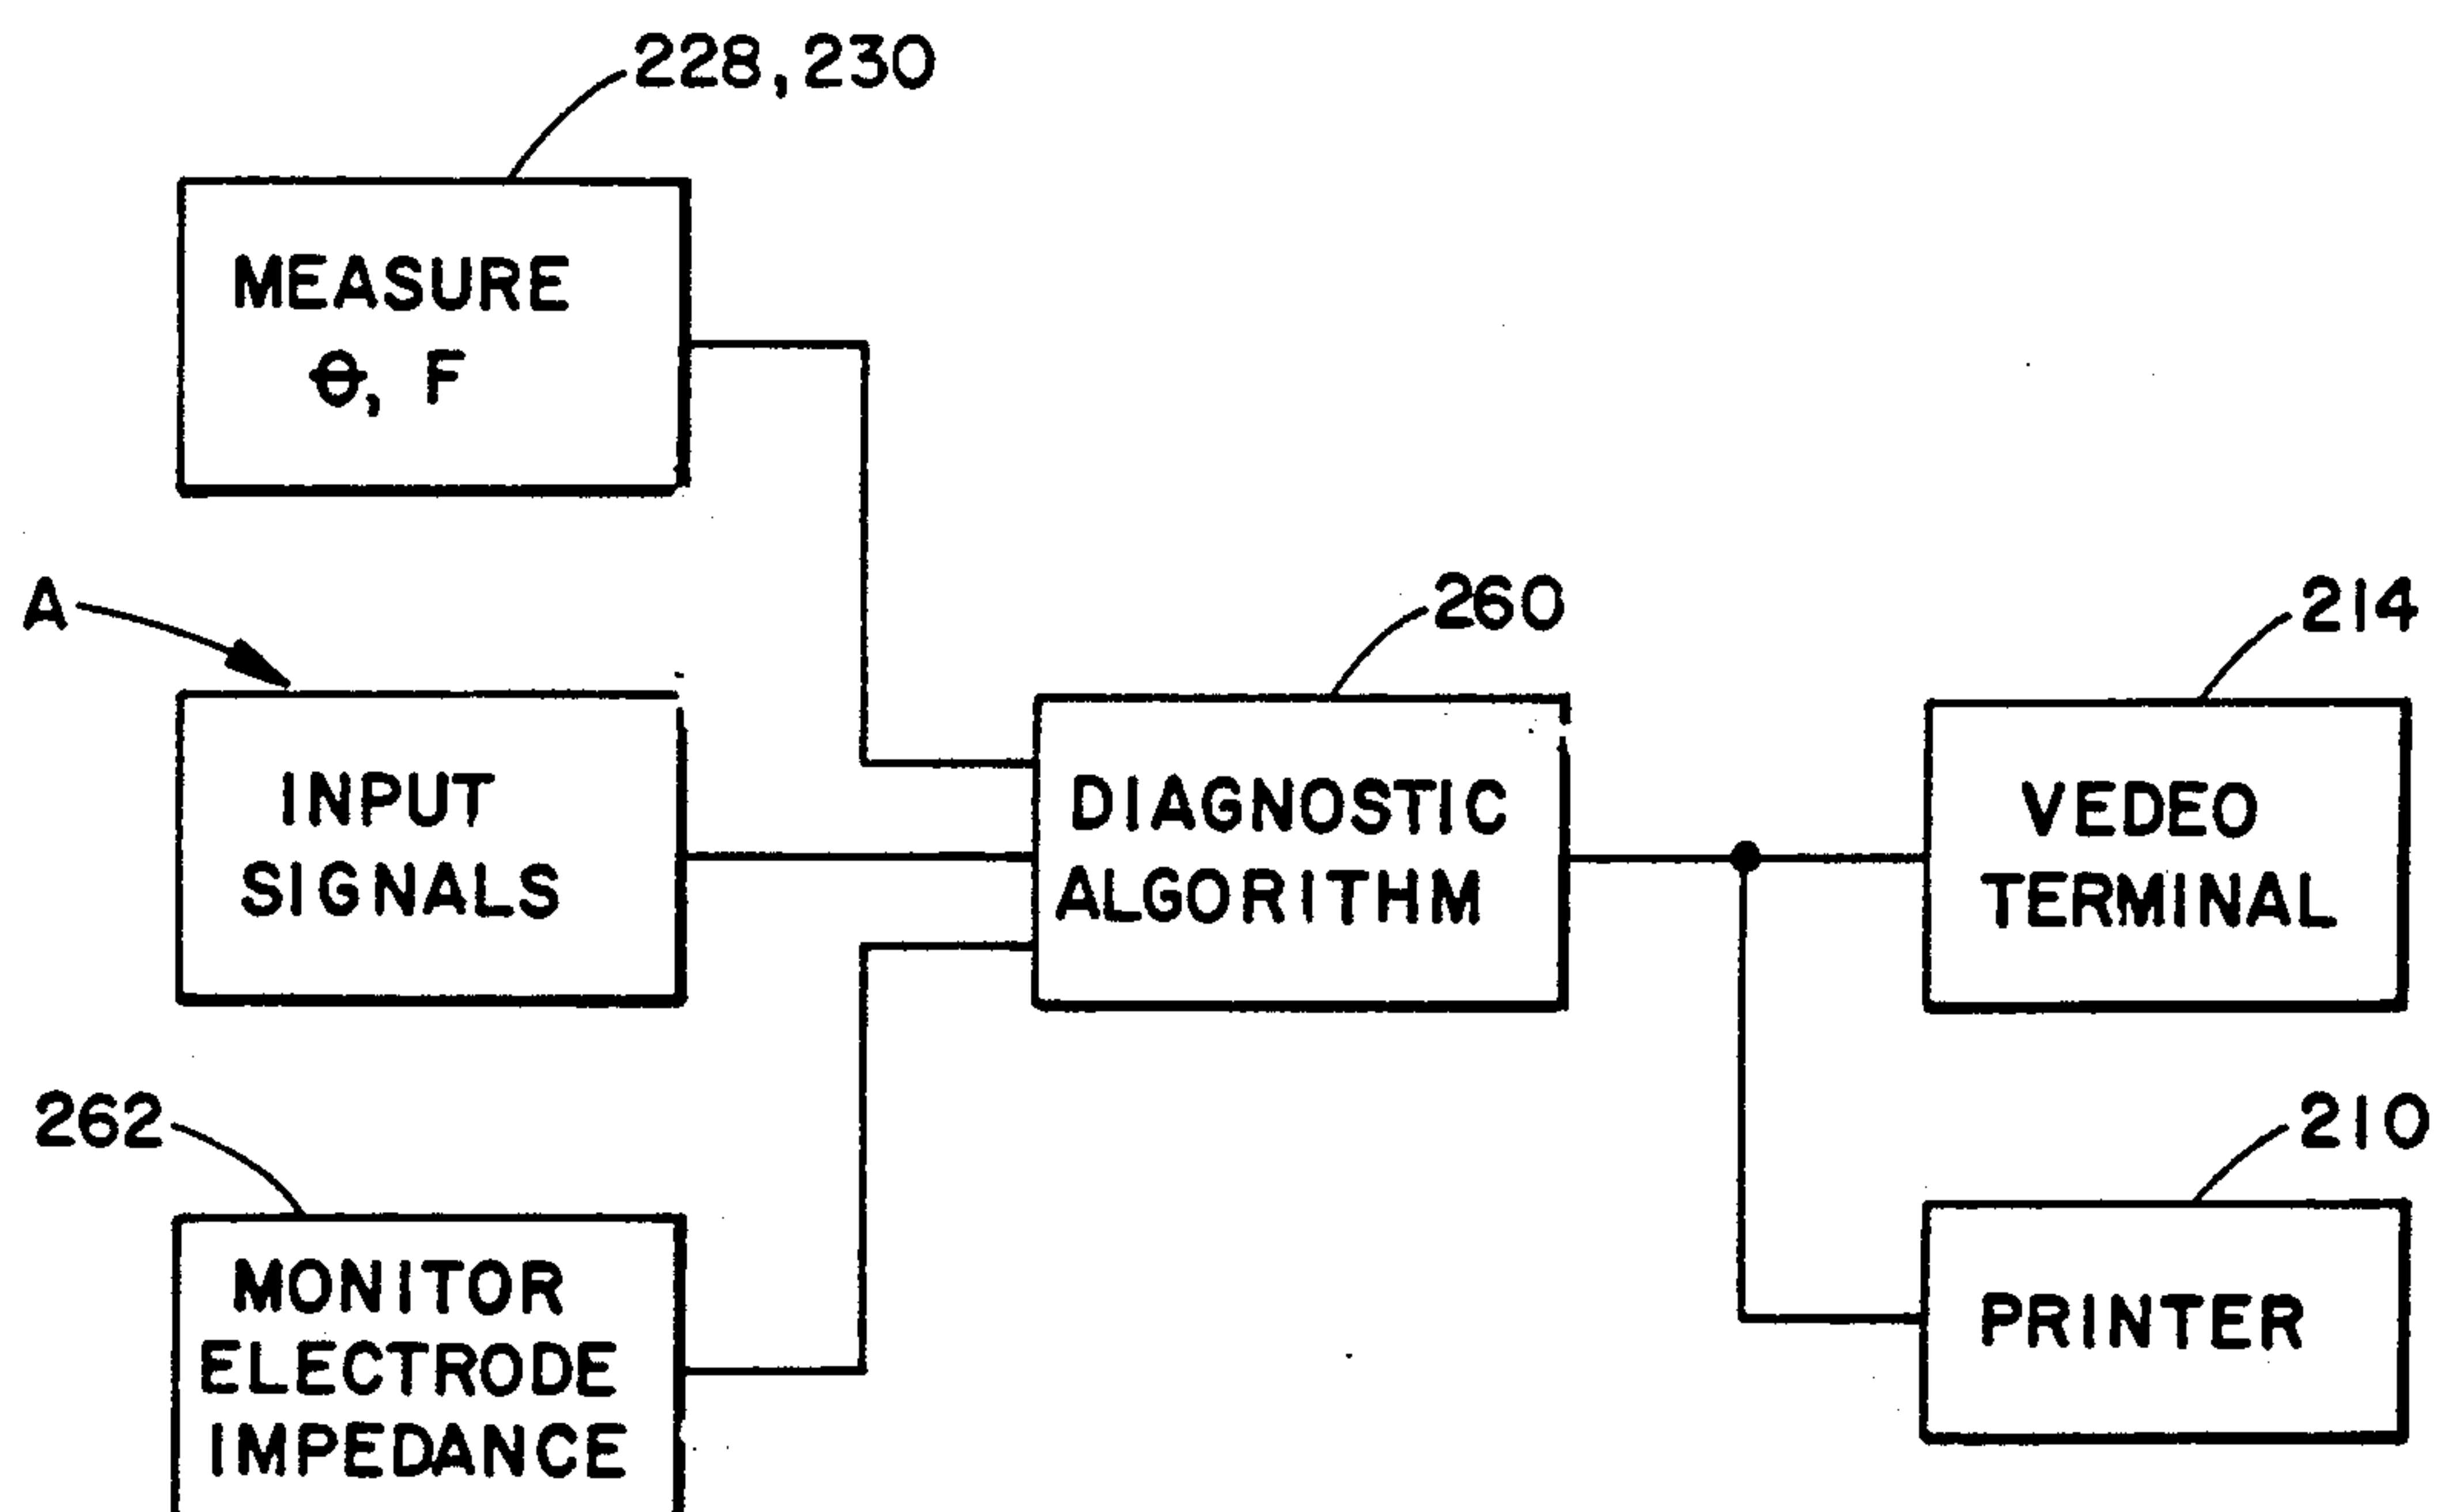 228, 230
MEASURE
Θ, F
A
INPUT
SIGNALS
260
DIAGNOSTIC
ALGORITHM
214
VEDEO
TERMINAL
262
MONITOR
ELECTRODE
IMPEDANCE
210
PRINTER